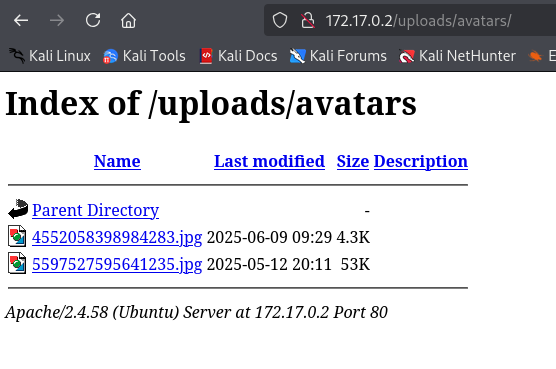 172.17.0.2/uploads/avatars/
Kali Linux Kali Tools Kali Docs Kali Forums Kali NetHunter E
Index of /uploads/avatars
Name Last modified Size Description
Parent Directory -
4552058398984283.jpg 2025-06-09 09:29 4.3K
5597527595641235.jpg 2025-05-12 20:11 53K
Apache/2.4.58 (Ubuntu) Server at 172.17.0.2 Port 80